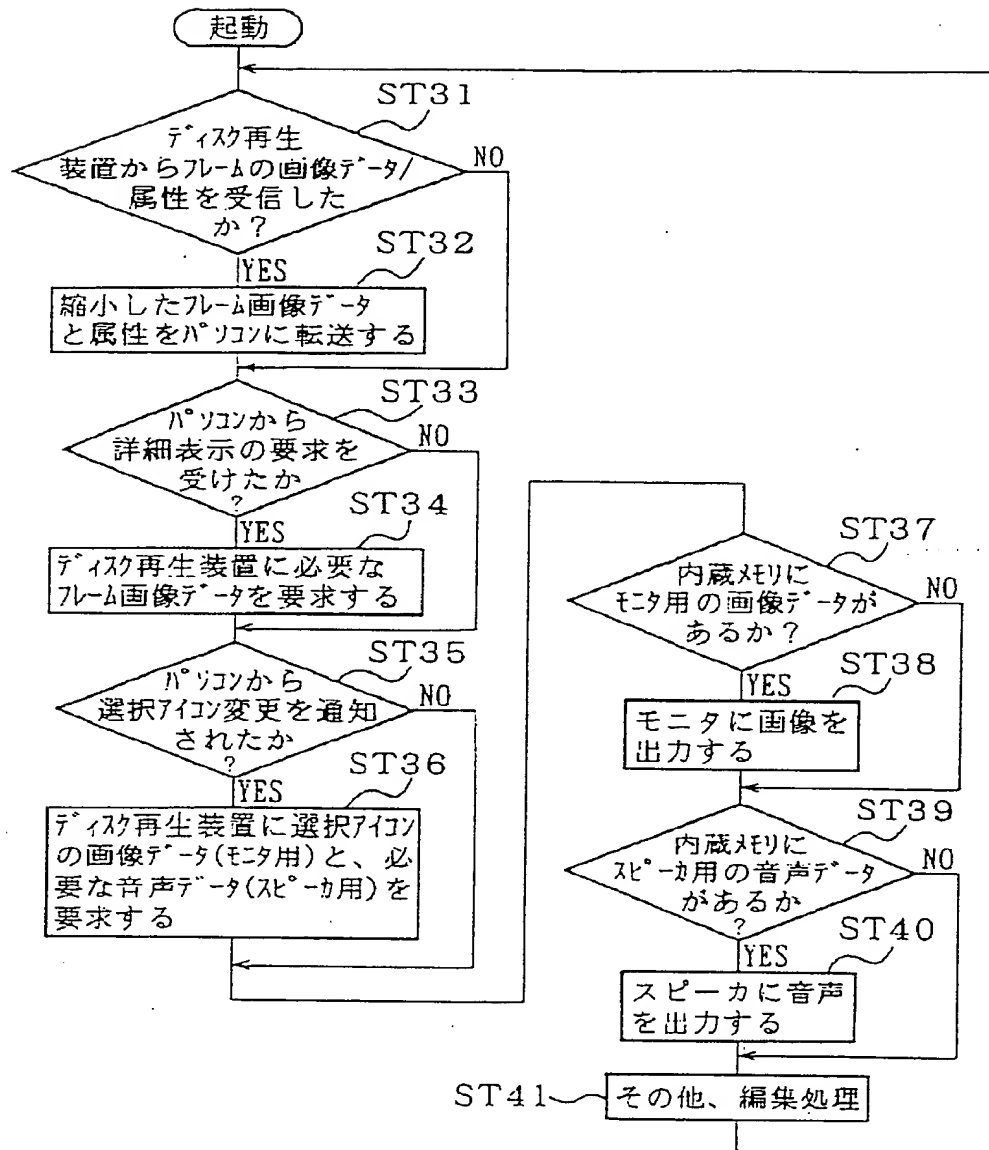 起動
ST31
ディスク再生
装置からフレームの画像データ/
属性を受信した
か？
NO
YES
ST32
縮小したフレーム画像データ
と属性をパソコンに転送する
ST33
パソコンから
詳細表示の要求を
受けたか
？
NO
YES
ST34
ディスク再生装置に必要な
フレーム画像データを要求する
ST35
パソコンから
選択アイコン変更を通知
されたか
？
NO
YES
ST36
ディスク再生装置に選択アイコン
の画像データ(モニタ用)と、必
要な音声データ(スピーカ用)を
要求する
ST37
内蔵メモリに
モニタ用の画像データが
あるか？
NO
YES
ST38
モニタに画像を
出力する
ST39
内蔵メモリに
スピーカ用の音声データ
があるか
？
NO
YES
ST40
スピーカに音声
を出力する
ST41
その他、編集処理